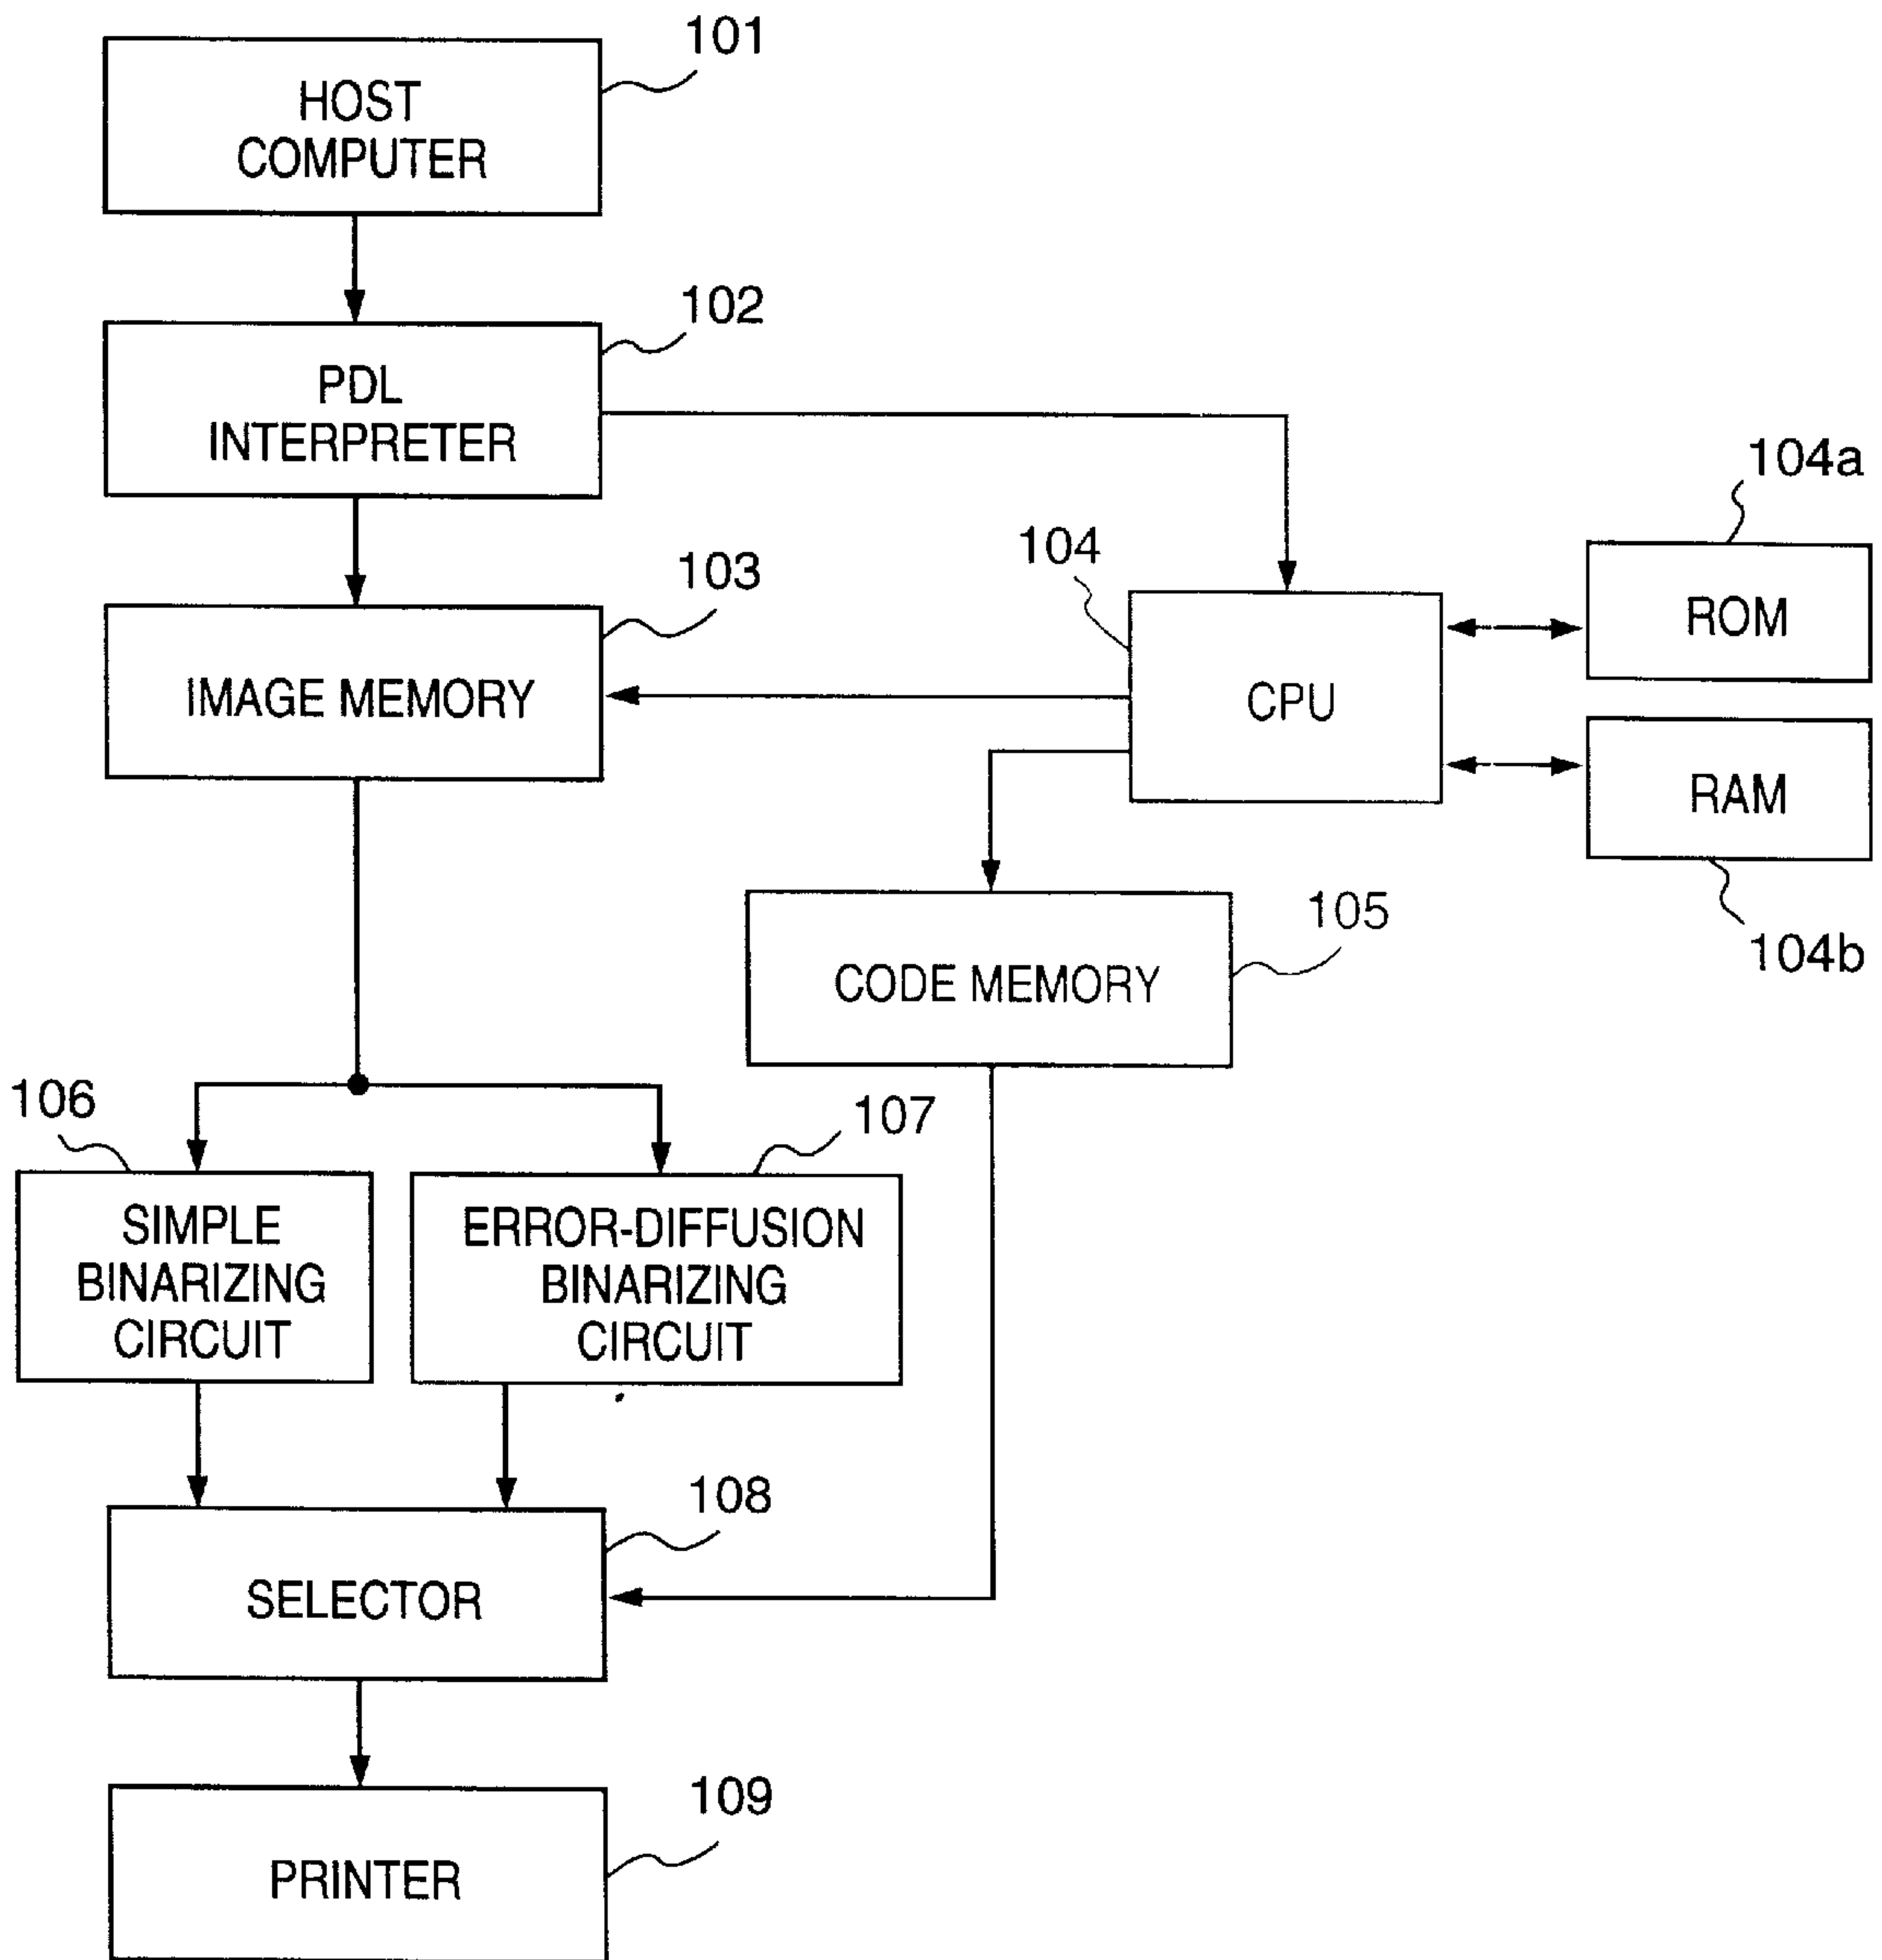 101
HOST
COMPUTER
102
PDL
INTERPRETER
104a
ROM
103
104
IMAGE MEMORY
CPU
RAM
104b
105
CODE MEMORY
106
107
SIMPLE
BINARIZING
CIRCUIT
ERROR-DIFFUSION
BINARIZING
CIRCUIT
108
SELECTOR
109
PRINTER